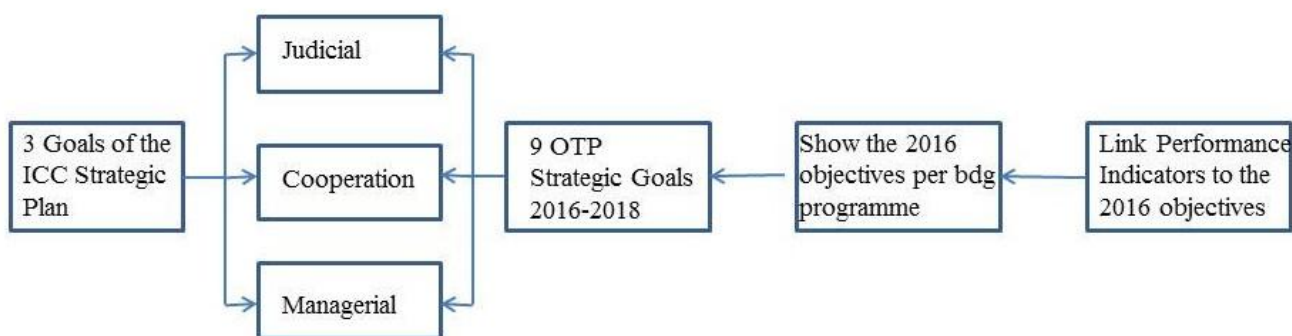 Judicial
3 Goals of the
ICC Strategic
Plan
Cooperation
9 OTP
Strategic Goals
2016-2018
Show the 2016
objectives per bdg
programme
Link Performance
Indicators to the
2016 objectives
Managerial